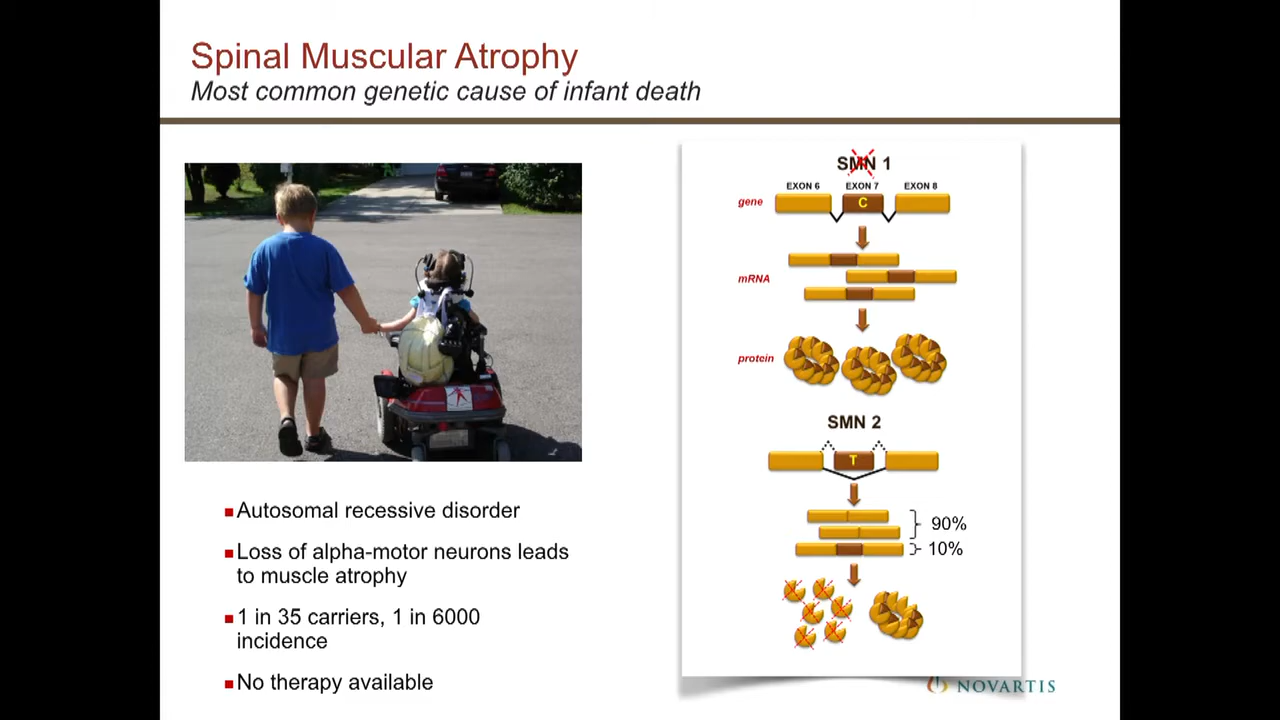 Spinal Muscular Atrophy
Most common genetic cause of infant death
SMN 1
EXON 6 EXON 7 EXON 8
gene
C
mRNA
protein
SMN 2
T
90%
10%
Autosomal recessive disorder
Loss of alpha-motor neurons leads
to muscle atrophy
1 in 35 carriers, 1 in 6000
incidence
No therapy available
NOVARTIS